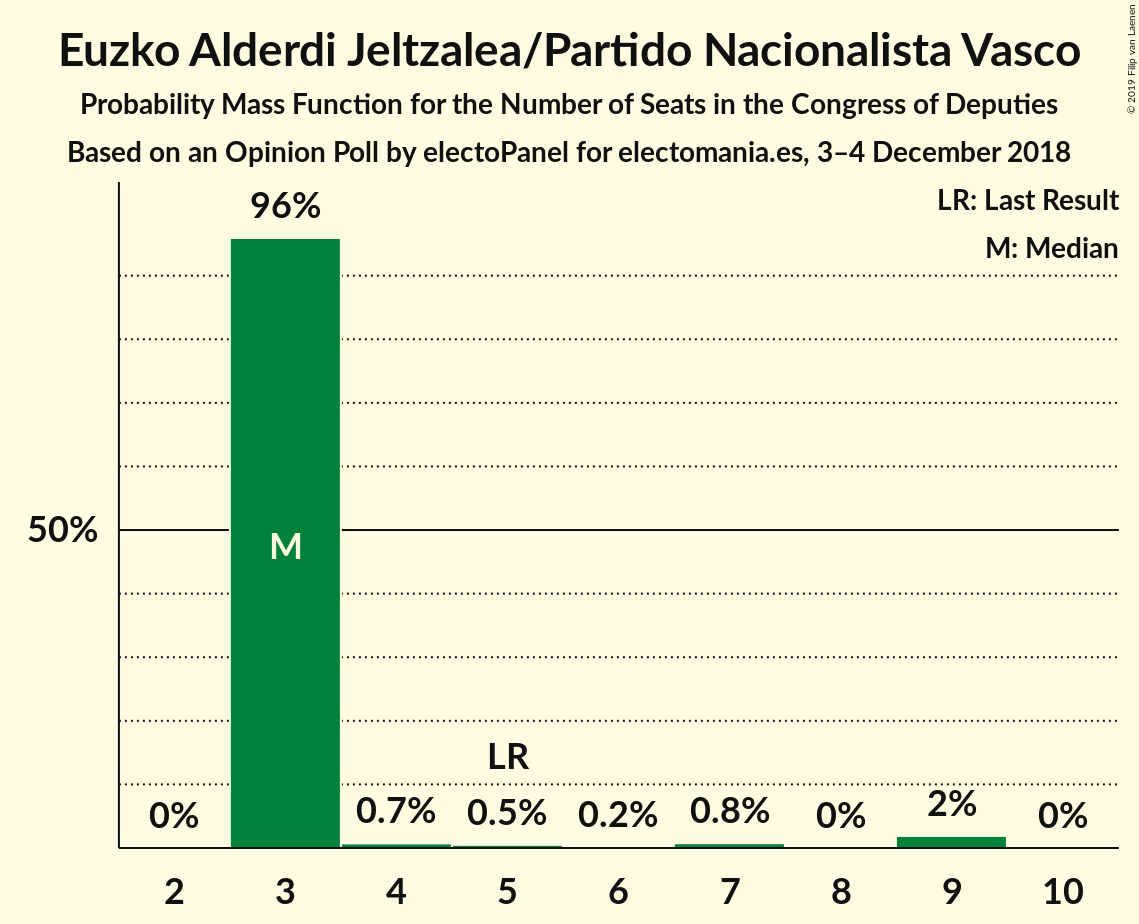 Euzko Alderdi Jeltzalea/Partido Nacionalista Vasco
Probability Mass Function for the Number of Seats in the Congress of Deputies
Based on an Opinion Poll by electoPanel for electomania.es, 3–4 December 2018
© 2019 Filip van Laenen
LR: Last Result
M: Median
96%
50%
M
LR
0% 0.7% 0.5% 0.2% 0.8% 0% 2% 0%
2 3 4 5 6 7 8 9 10